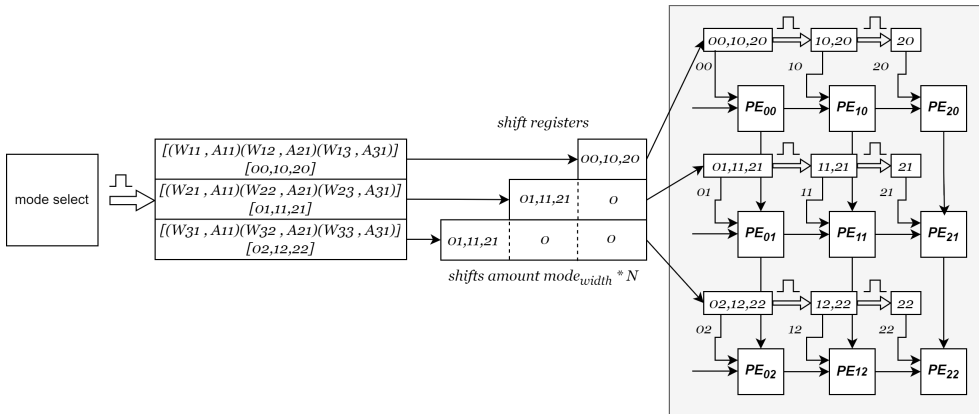 mode select
[(W11 , A11)(W12 , A21)(W13 , A31)]
[00,10,20]
[(W21 , A11)(W22 , A21)(W23 , A31)]
[01,11,21]
[(W31 , A11)(W32 , A21)(W33 , A31)]
[02,12,22]
shift registers
00,10,20
01,11,21 0
01,11,21 0 0
shifts amount mode_width * N
00,10,20 10,20 20
00 10 20
PE00 PE10 PE20
01,11,21 11,21 21
01 11 21
PE01 PE11 PE21
02,12,22 12,22 22
02 12 22
PE02 PE12 PE22